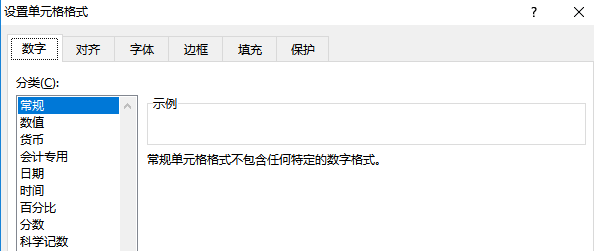 设置单元格格式
数字 对齐 字体 边框 填充 保护
分类(C):
示例
常规
数值
货币
会计专用
日期
时间
百分比
分数
科学记数
常规单元格格式不包含任何特定的数字格式。